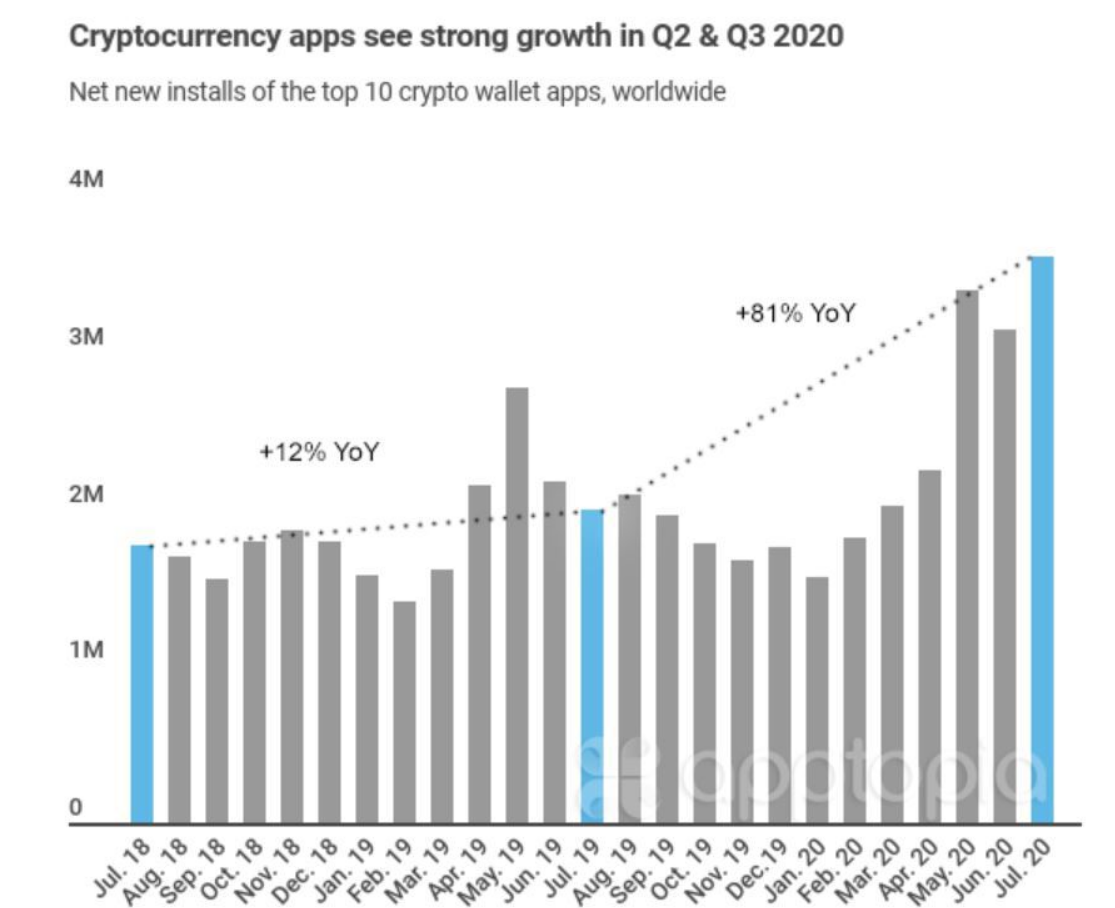 Cryptocurrency apps see strong growth in Q2 & Q3 2020
Net new installs of the top 10 crypto wallet apps, worldwide
4M
+81% YoY
3M
+12% YoY
2M
1M
apptopia
0
Jul. 18
Aug. 18
Sep. 18
Oct. 18
Nov. 18
Dec. 18
Jan. 19
Feb. 19
Mar. 19
Apr. 19
May. 19
Jun. 19
Jul. 19
Aug. 19
Sep. 19
Oct. 19
Nov. 19
Dec. 19
Jan. 20
Feb. 20
Mar. 20
Apr. 20
May. 20
Jun. 20
Jul. 20